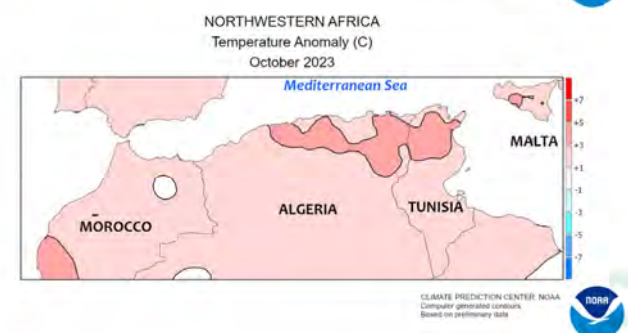 NORTHWESTERN AFRICA
Temperature Anomaly (C)
October 2023
Mediterranean Sea
MALTA
ALGERIA
TUNISIA
MOROCCO
+7
+5
+3
+1
-1
-3
-5
-7
CLIMATE PREDICTION CENTER, NOAA
Computer generated contours
Based on preliminary data
NOAA